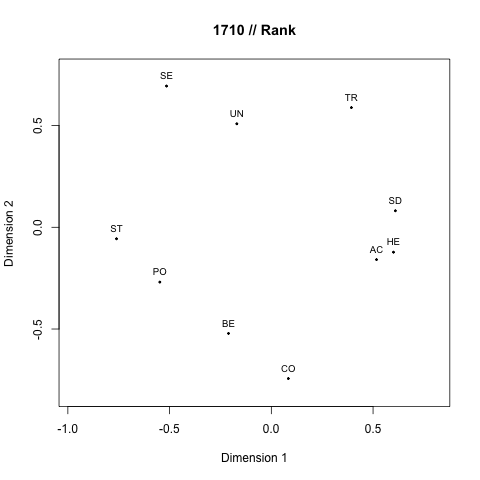 1710 // Rank
SE
TR
UN
0.5
SD
0.0
ST
HE
AC
PO
BE
-0.5
CO
Dimension 2
-1.0 -0.5 0.0 0.5
Dimension 1